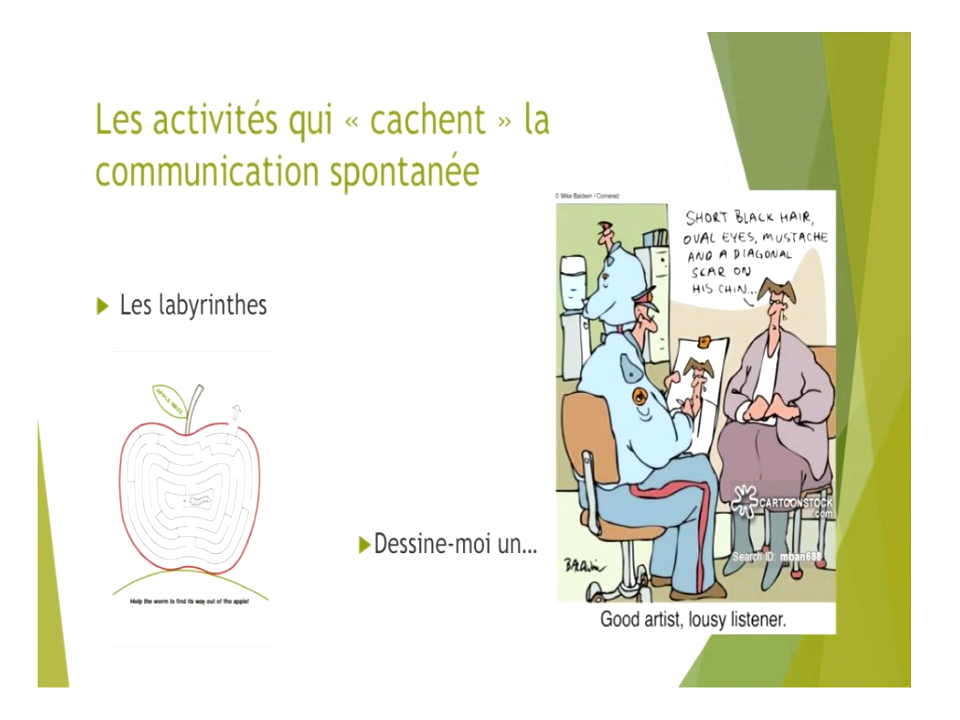 Les activités qui « cachent » la
communication spontanée
© Mike Baldwin / Cornered
SHORT BLACK HAIR,
OVAL EYES, MUSTACHE
AND A DIAGONAL
SCAR ON
HIS CHIN...
Les labyrinthes
APPLE MAZE
Help the worm to find its way out of the apple!
Dessine-moi un...
CARTOONSTOCK
.com
Search ID: mban688
BALDWIN
Good artist, lousy listener.